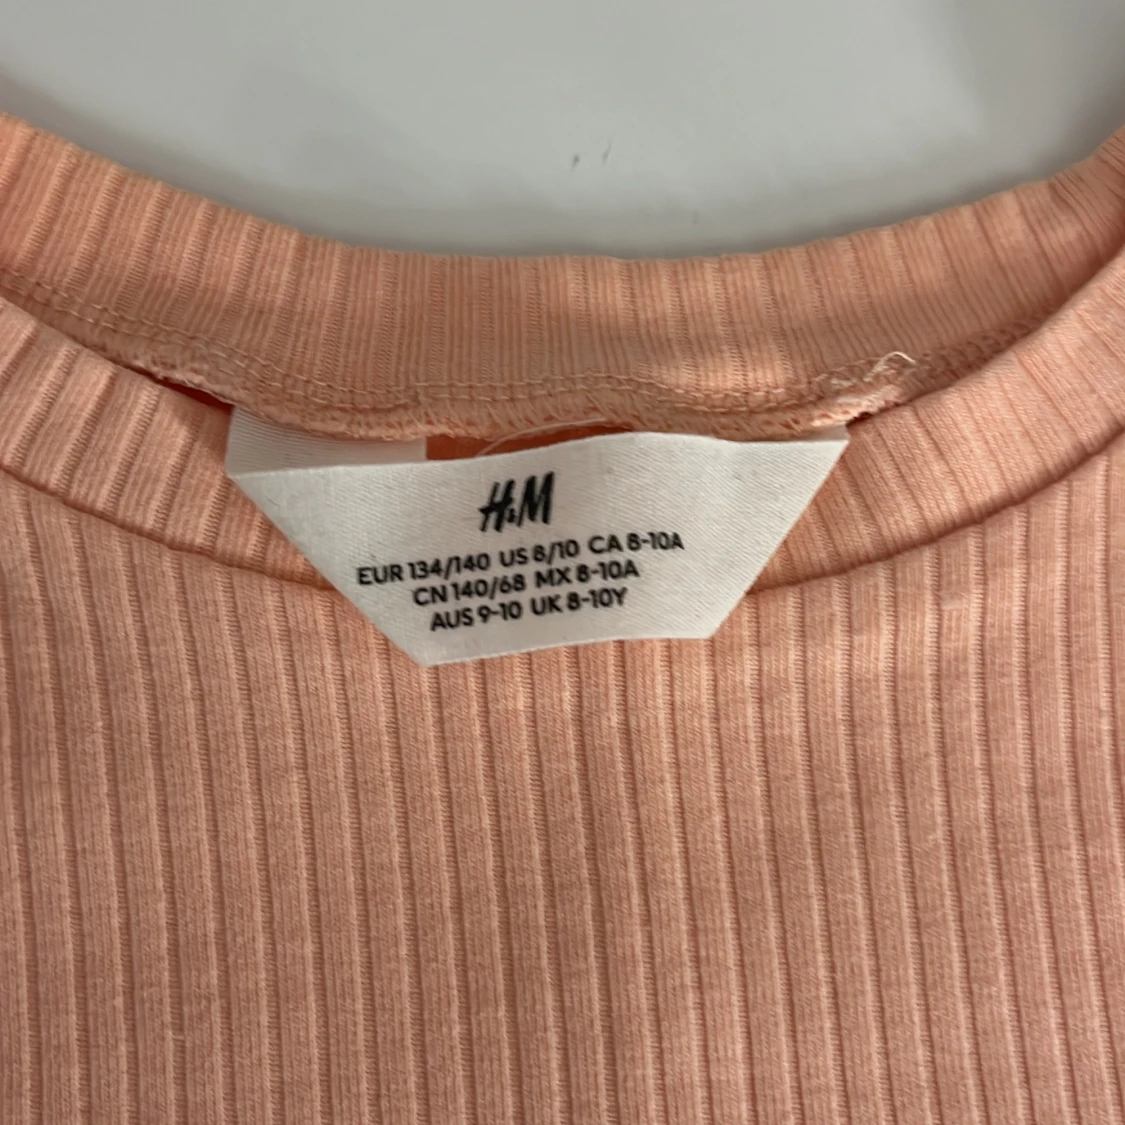 H&M
EUR 134/140 US 8/10 CA 8-10A
CN 140/68 MX 8-10A
AUS 9-10 UK 8-10Y